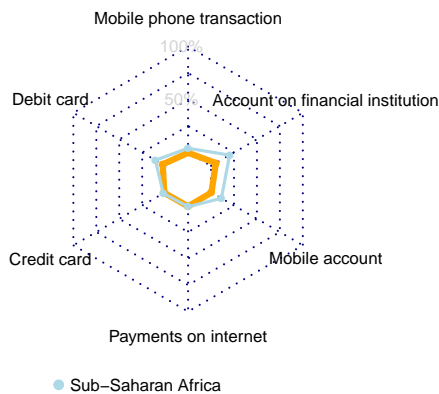 Mobile phone transaction
100%
Debit card
50%
Account on financial institution
Credit card
Mobile account
Payments on internet
Sub−Saharan Africa